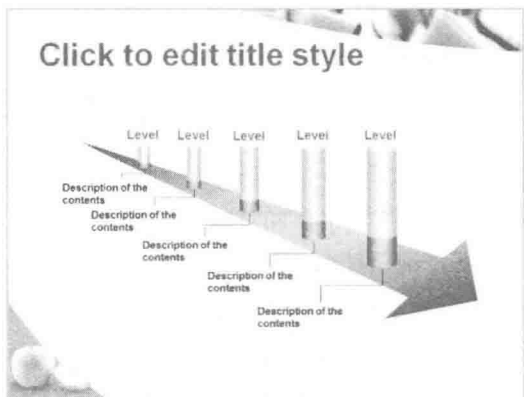 Click to edit title style
Level Level Level Level Level
Description of the
contents
Description of the
contents
Description of the
contents
Description of the
contents
Description of the
contents